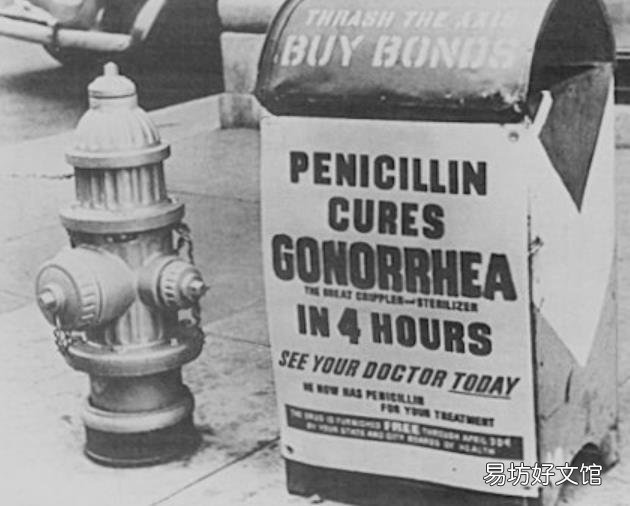 THRASH THE AXIS
BUY BONDS
PENICILLIN
CURES
GONORRHEA
THE GREAT CRIPPLER AND STERILIZER
IN 4 HOURS
SEE YOUR DOCTOR TODAY
HE NOW HAS PENICILLIN
FOR YOUR TREATMENT
THE DRUG IS FURNISHED FREE THROUGH APRIL 30
BY YOUR STATE AND CITY BOARDS OF HEALTH
易坊好文馆